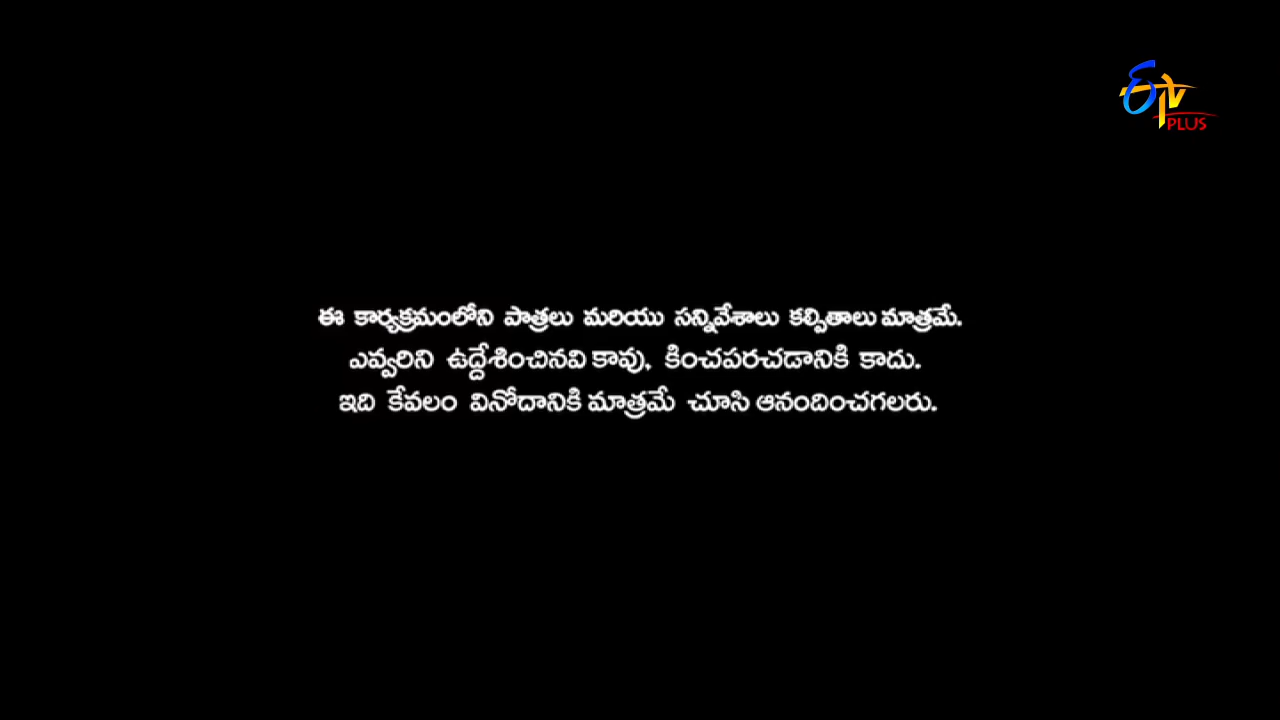 ETV
PLUS
ఈ కార్యక్రమంలోని పాత్రలు మరియు సన్నివేశాలు కల్పితాలు మాత్రమే.
ఎవ్వరిని ఉద్దేశించినవి కావు. కించపరచడానికి కాదు.
ఇది కేవలం వినోదానికి మాత్రమే చూసి ఆనందించగలరు.